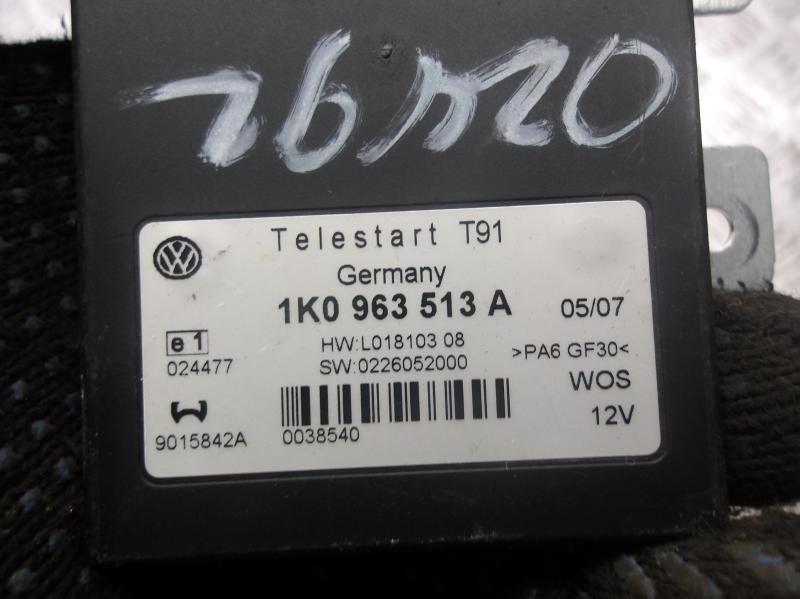 Telestart T91
Germany
1K0 963 513 A
05/07
e1
024477
HW:L018103 08
SW:0226052000
>PA6 GF30<
WOS
12V
9015842A
0038540